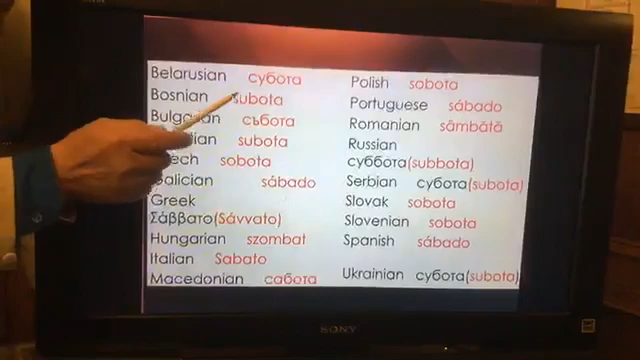 Belarusian субота
Bosnian subota
Bulgarian събота
subota
Czech sobota
Galician sábado
Greek
Σάββατο(Sávvato)
Hungarian szombat
Italian Sabato
Macedonian сабота
Polish sobota
Portuguese sábado
Romanian sâmbătă
Russian
суббота(subbota)
Serbian субота(subota)
Slovak sobota
Slovenian sobota
Spanish sábado
Ukrainian субота(subota)
SONY